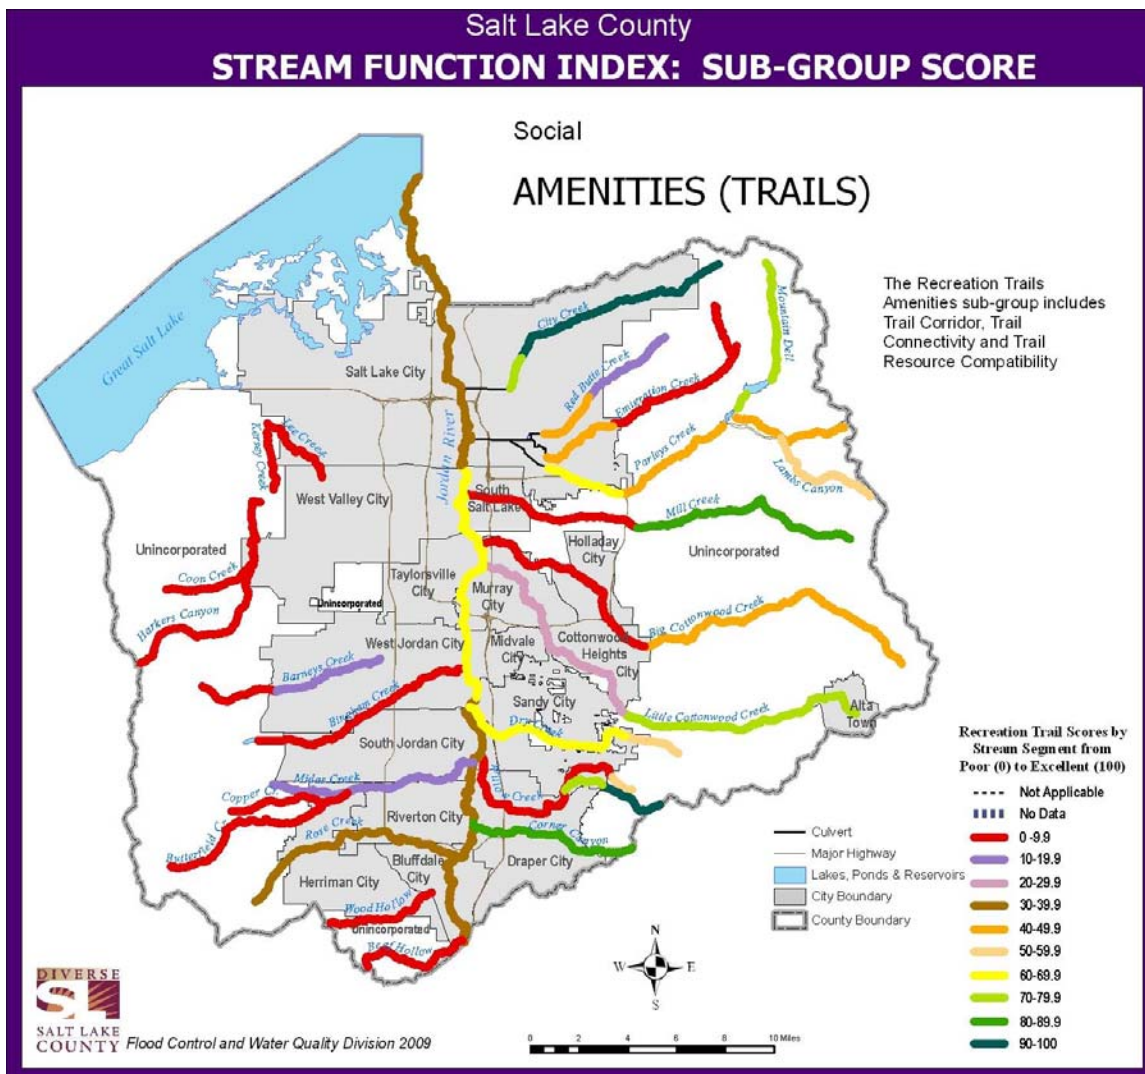 Salt Lake County
STREAM FUNCTION INDEX: SUB-GROUP SCORE
Social
AMENITIES (TRAILS)
The Recreation Trails
Amenities sub-group includes
Trail Corridor, Trail
Connectivity and Trail
Resource Compatibility
Great Salt Lake
Salt Lake City
City Creek
Mountain Dell
Red Butte Creek
Emigration Creek
Jordan River
Lee Creek
Kersey Creek
Parleys Creek
Lambs Canyon
West Valley City
South
Salt Lake
Mill Creek
Unincorporated
Holladay
City
Unincorporated
Coon Creek
Taylorsville
City
Murray
City
Unincorporated
Harkers Canyon
Big Cottonwood Creek
West Jordan City
Midvale
City
Cottonwood
Heights
City
Barneys Creek
Bingham Creek
Sandy City
Little Cottonwood Creek
Alta
Town
South Jordan City
Dry Creek
Midas Creek
Willow Creek
Copper Cr.
Riverton City
Corner Canyon
Butterfield Cr.
Rose Creek
Bluffdale
City
Draper City
Herriman City
Wood Hollow
Unincorporated
Beef Hollow
Culvert
Major Highway
Lakes, Ponds & Reservoirs
City Boundary
County Boundary
Recreation Trail Scores by
Stream Segment from
Poor (0) to Excellent (100)
Not Applicable
No Data
0 -9.9
10-19.9
20-29.9
30-39.9
40-49.9
50-59.9
60-69.9
70-79.9
80-89.9
90-100
N
W
E
S
0 2 4 6 8 10 Miles
DIVERSE
SL
SALT LAKE
COUNTY
Flood Control and Water Quality Division 2009